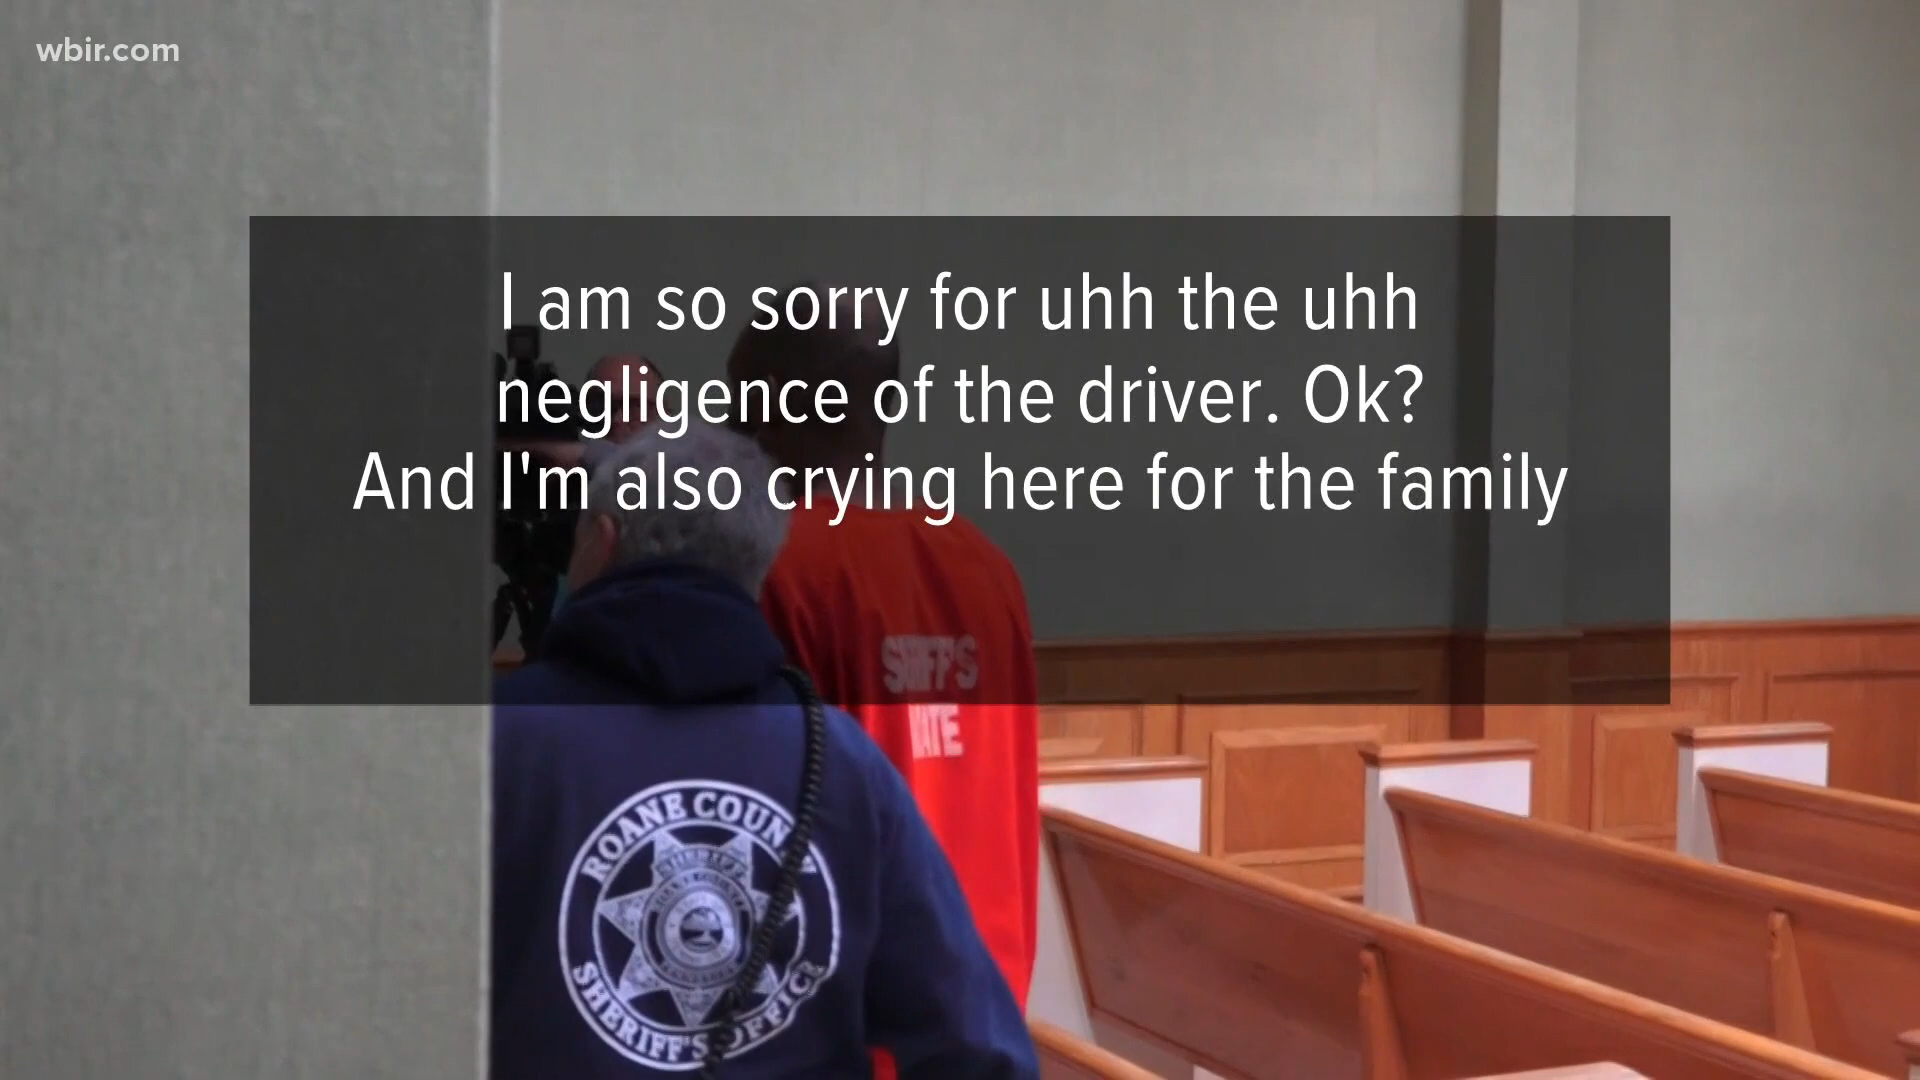 wbir.com
I am so sorry for uhh the uhh
negligence of the driver. Ok?
And I'm also crying here for the family
ROANE COUNTY
SHERIFF'S OFFICE